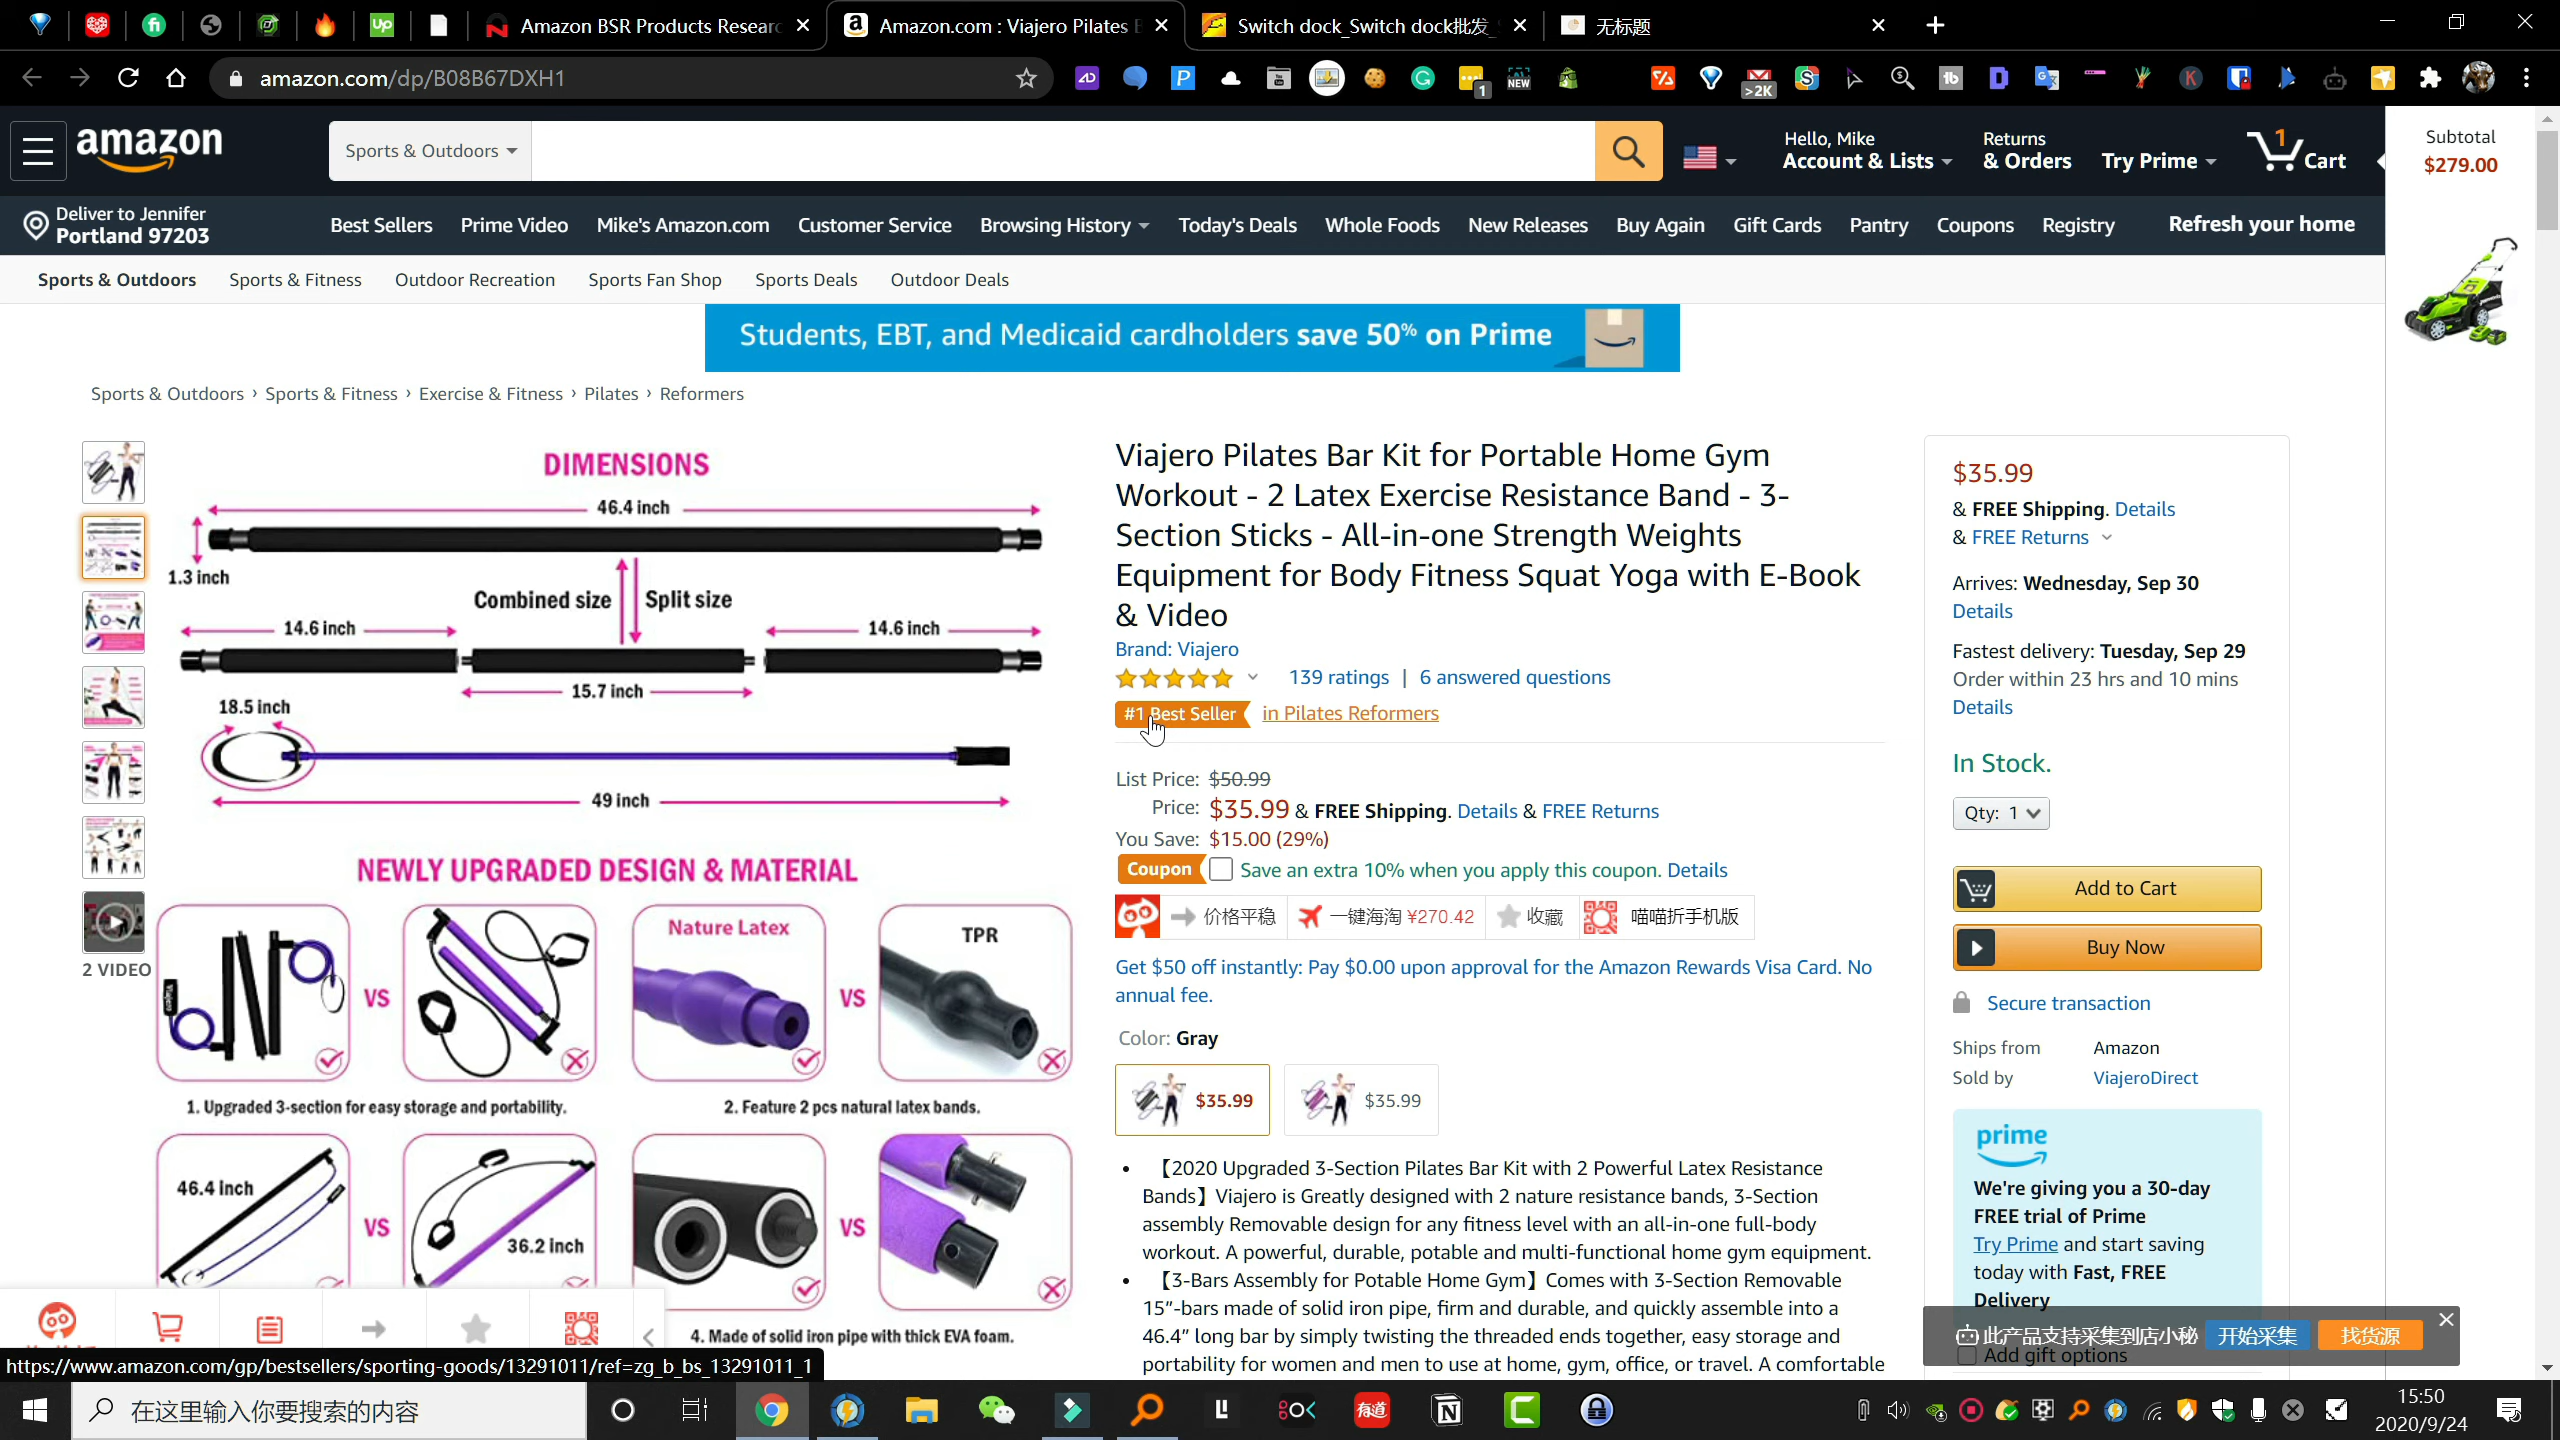 Amazon BSR Products Researc
Amazon.com : Viajero Pilates B
Switch dock_Switch dock批发_
无标题
amazon.com/dp/B08B67DXH1
amazon
Sports & Outdoors
Hello, Mike
Account & Lists
Returns
& Orders
Try Prime
1
Cart
Subtotal
$279.00
Deliver to Jennifer
Portland 97203
Best Sellers
Prime Video
Mike's Amazon.com
Customer Service
Browsing History
Today's Deals
Whole Foods
New Releases
Buy Again
Gift Cards
Pantry
Coupons
Registry
Refresh your home
Sports & Outdoors
Sports & Fitness
Outdoor Recreation
Sports Fan Shop
Sports Deals
Outdoor Deals
Students, EBT, and Medicaid cardholders save 50% on Prime
Sports & Outdoors › Sports & Fitness › Exercise & Fitness › Pilates › Reformers
2 VIDEO
DIMENSIONS
46.4 inch
1.3 inch
Combined size
Split size
14.6 inch
14.6 inch
15.7 inch
18.5 inch
49 inch
NEWLY UPGRADED DESIGN & MATERIAL
VS
Nature Latex
VS
TPR
1. Upgraded 3-section for easy storage and portability.
2. Feature 2 pcs natural latex bands.
46.4 inch
VS
36.2 inch
VS
4. Made of solid iron pipe with thick EVA foam.
Viajero Pilates Bar Kit for Portable Home Gym
Workout - 2 Latex Exercise Resistance Band - 3-
Section Sticks - All-in-one Strength Weights
Equipment for Body Fitness Squat Yoga with E-Book
& Video
Brand: Viajero
139 ratings | 6 answered questions
#1 Best Seller in Pilates Reformers
List Price: $50.99
Price: $35.99 & FREE Shipping. Details & FREE Returns
You Save: $15.00 (29%)
Coupon Save an extra 10% when you apply this coupon. Details
价格平稳 一键海淘 ¥270.42 收藏 喵喵折手机版
Get $50 off instantly: Pay $0.00 upon approval for the Amazon Rewards Visa Card. No
annual fee.
Color: Gray
$35.99
$35.99
• 【2020 Upgraded 3-Section Pilates Bar Kit with 2 Powerful Latex Resistance
Bands】Viajero is Greatly designed with 2 nature resistance bands, 3-Section
assembly Removable design for any fitness level with an all-in-one full-body
workout. A powerful, durable, potable and multi-functional home gym equipment.
• 【3-Bars Assembly for Potable Home Gym】Comes with 3-Section Removable
15"-bars made of solid iron pipe, firm and durable, and quickly assemble into a
46.4" long bar by simply twisting the threaded ends together, easy storage and
portability for women and men to use at home, gym, office, or travel. A comfortable
$35.99
& FREE Shipping. Details
& FREE Returns
Arrives: Wednesday, Sep 30
Details
Fastest delivery: Tuesday, Sep 29
Order within 23 hrs and 10 mins
Details
In Stock.
Qty: 1
Add to Cart
Buy Now
Secure transaction
Ships from Amazon
Sold by ViajeroDirect
prime
We're giving you a 30-day
FREE trial of Prime
Try Prime and start saving
today with Fast, FREE
Delivery
此产品支持采集到店小秘 开始采集 找货源
Add gift options
https://www.amazon.com/gp/bestsellers/sporting-goods/13291011/ref=zg_b_bs_13291011_1
在这里输入你要搜索的内容
15:50
2020/9/24